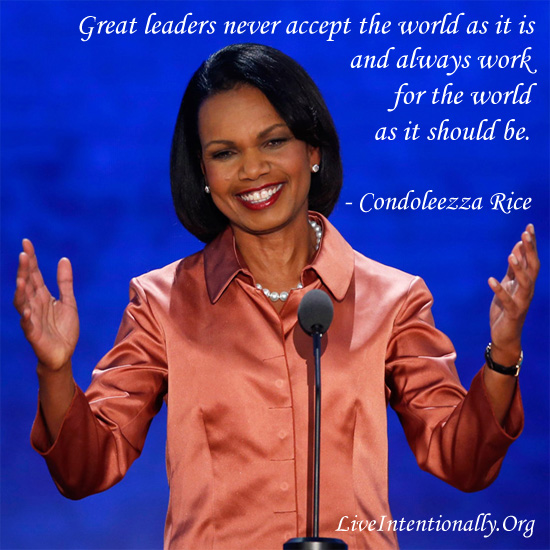 Great leaders never accept the world as it is
and always work
for the world
as it should be.
- Condoleezza Rice
LiveIntentionally.Org